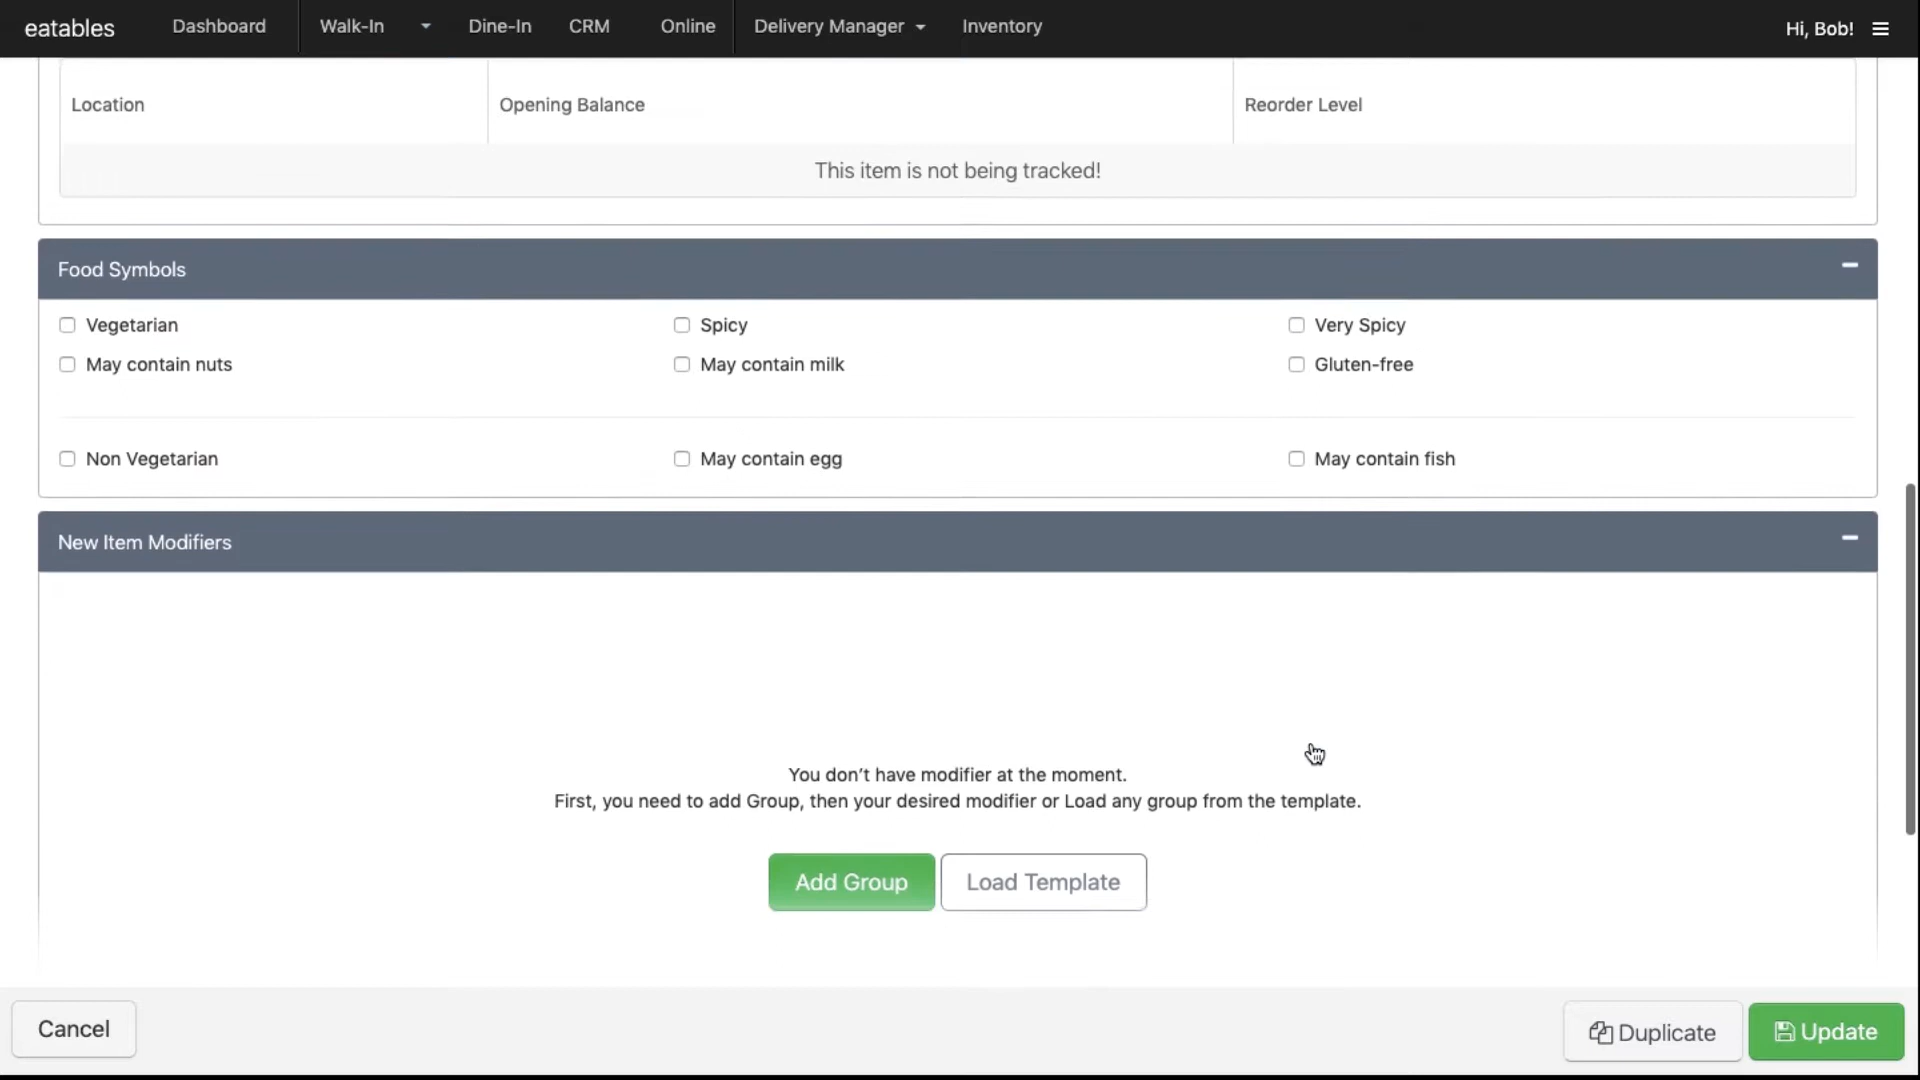 eatables Dashboard Walk-In Dine-In CRM Online Delivery Manager Inventory Hi, Bob!
Location Opening Balance Reorder Level
This item is not being tracked!
Food Symbols
Vegetarian Spicy Very Spicy
May contain nuts May contain milk Gluten-free
Non Vegetarian May contain egg May contain fish
New Item Modifiers
You don't have modifier at the moment.
First, you need to add Group, then your desired modifier or Load any group from the template.
Add Group Load Template
Cancel Duplicate Update